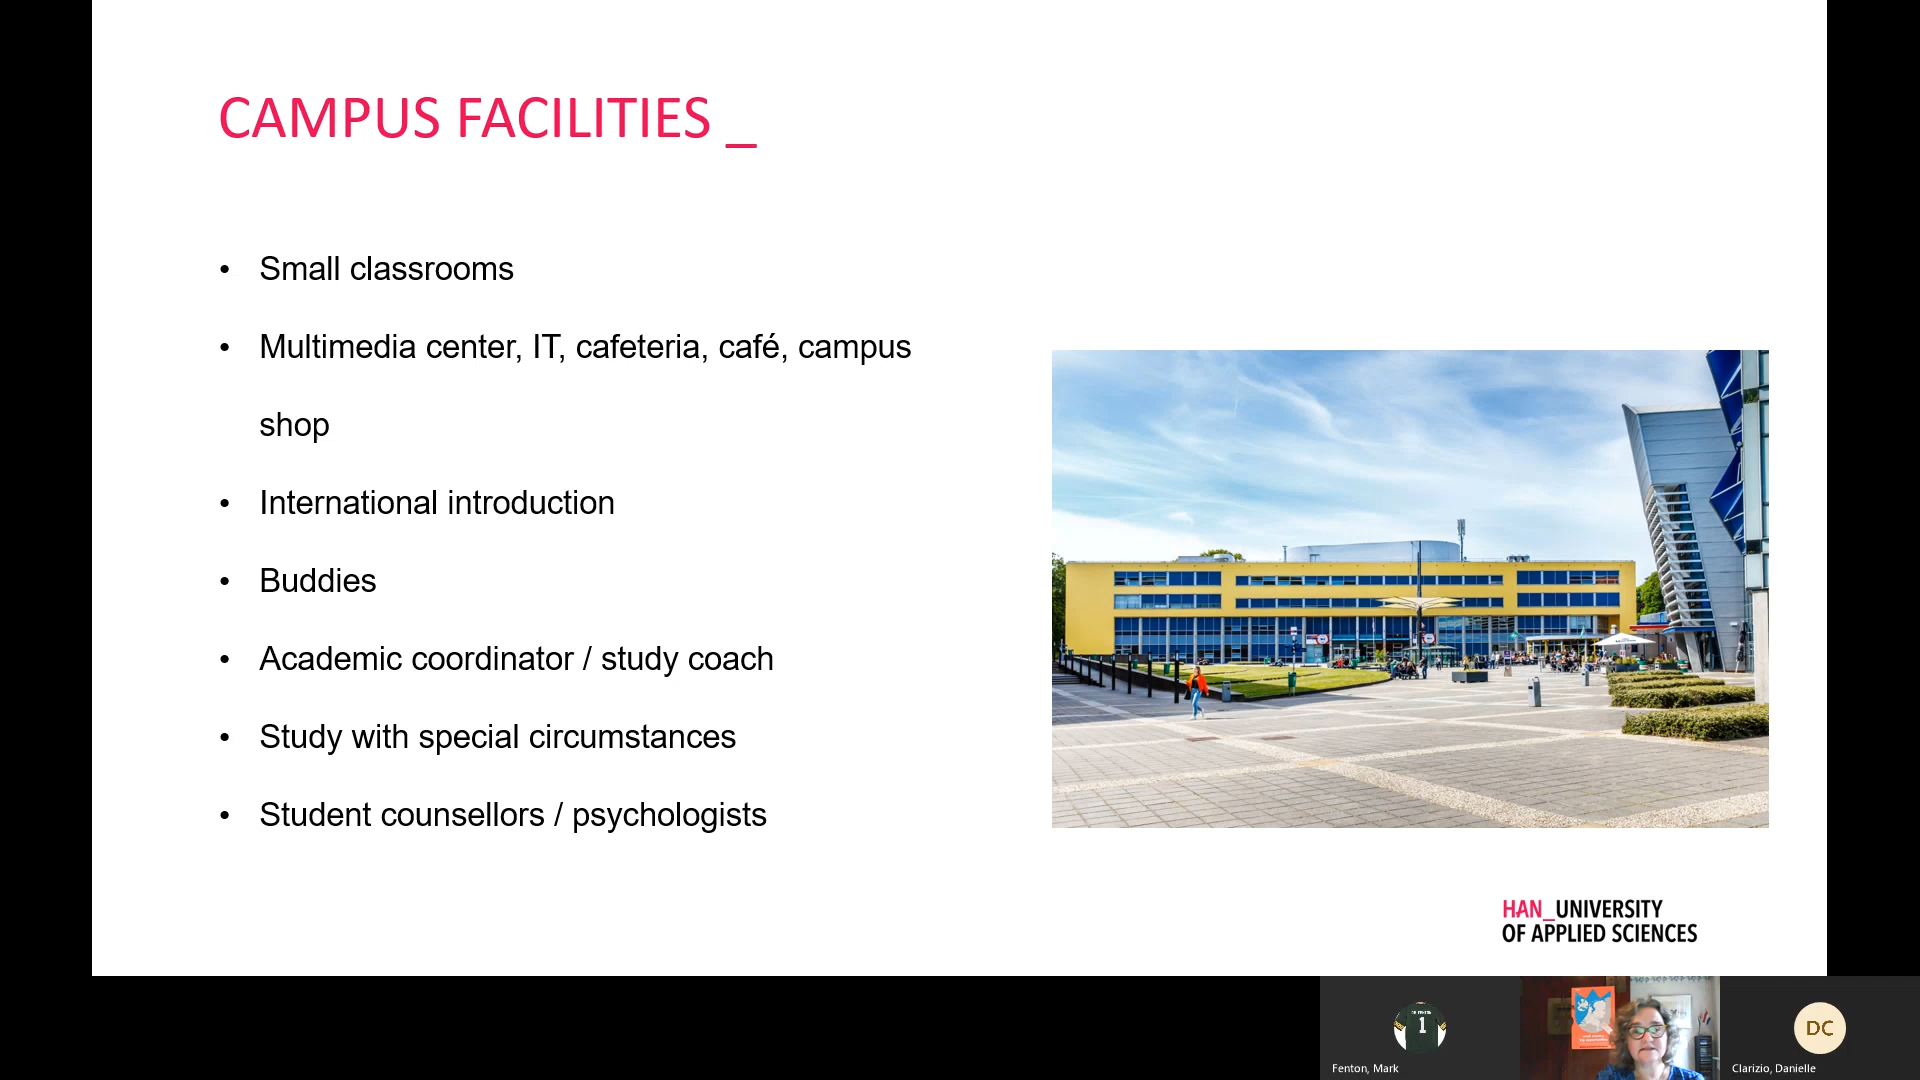 CAMPUS FACILITIES _
• Small classrooms
• Multimedia center, IT, cafeteria, café, campus
shop
• International introduction
• Buddies
• Academic coordinator / study coach
• Study with special circumstances
• Student counsellors / psychologists
HAN_UNIVERSITY
OF APPLIED SCIENCES
1
DC
Fenton, Mark
Clarizio, Danielle